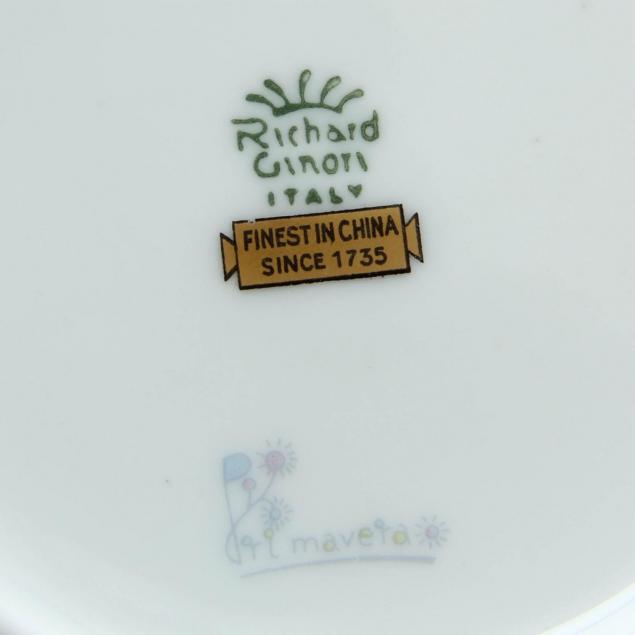 Richard
Ginori
ITALY
FINEST IN CHINA
SINCE 1735
Primavera